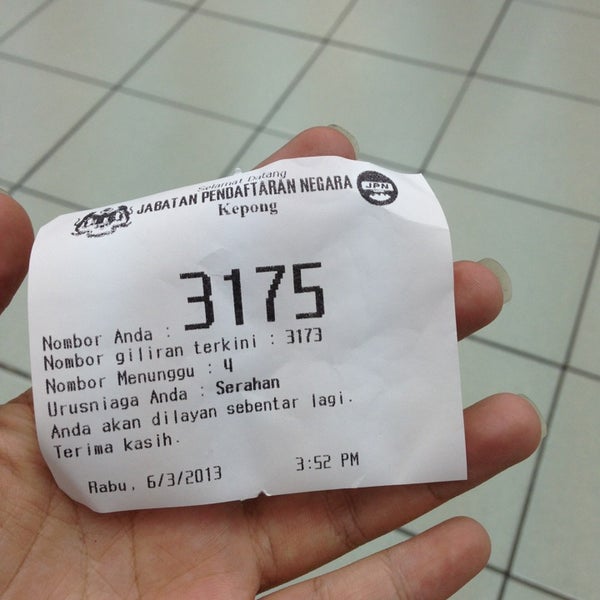 Selamat Datang
JABATAN PENDAFTARAN NEGARA
JPN
Kepong
Nombor Anda : 3175
Nombor giliran terkini : 3173
Nombor Menunggu : 4
Urusniaga Anda : Serahan
Anda akan dilayan sebentar lagi.
Terima kasih.
Rabu, 6/3/2013 3:52 PM